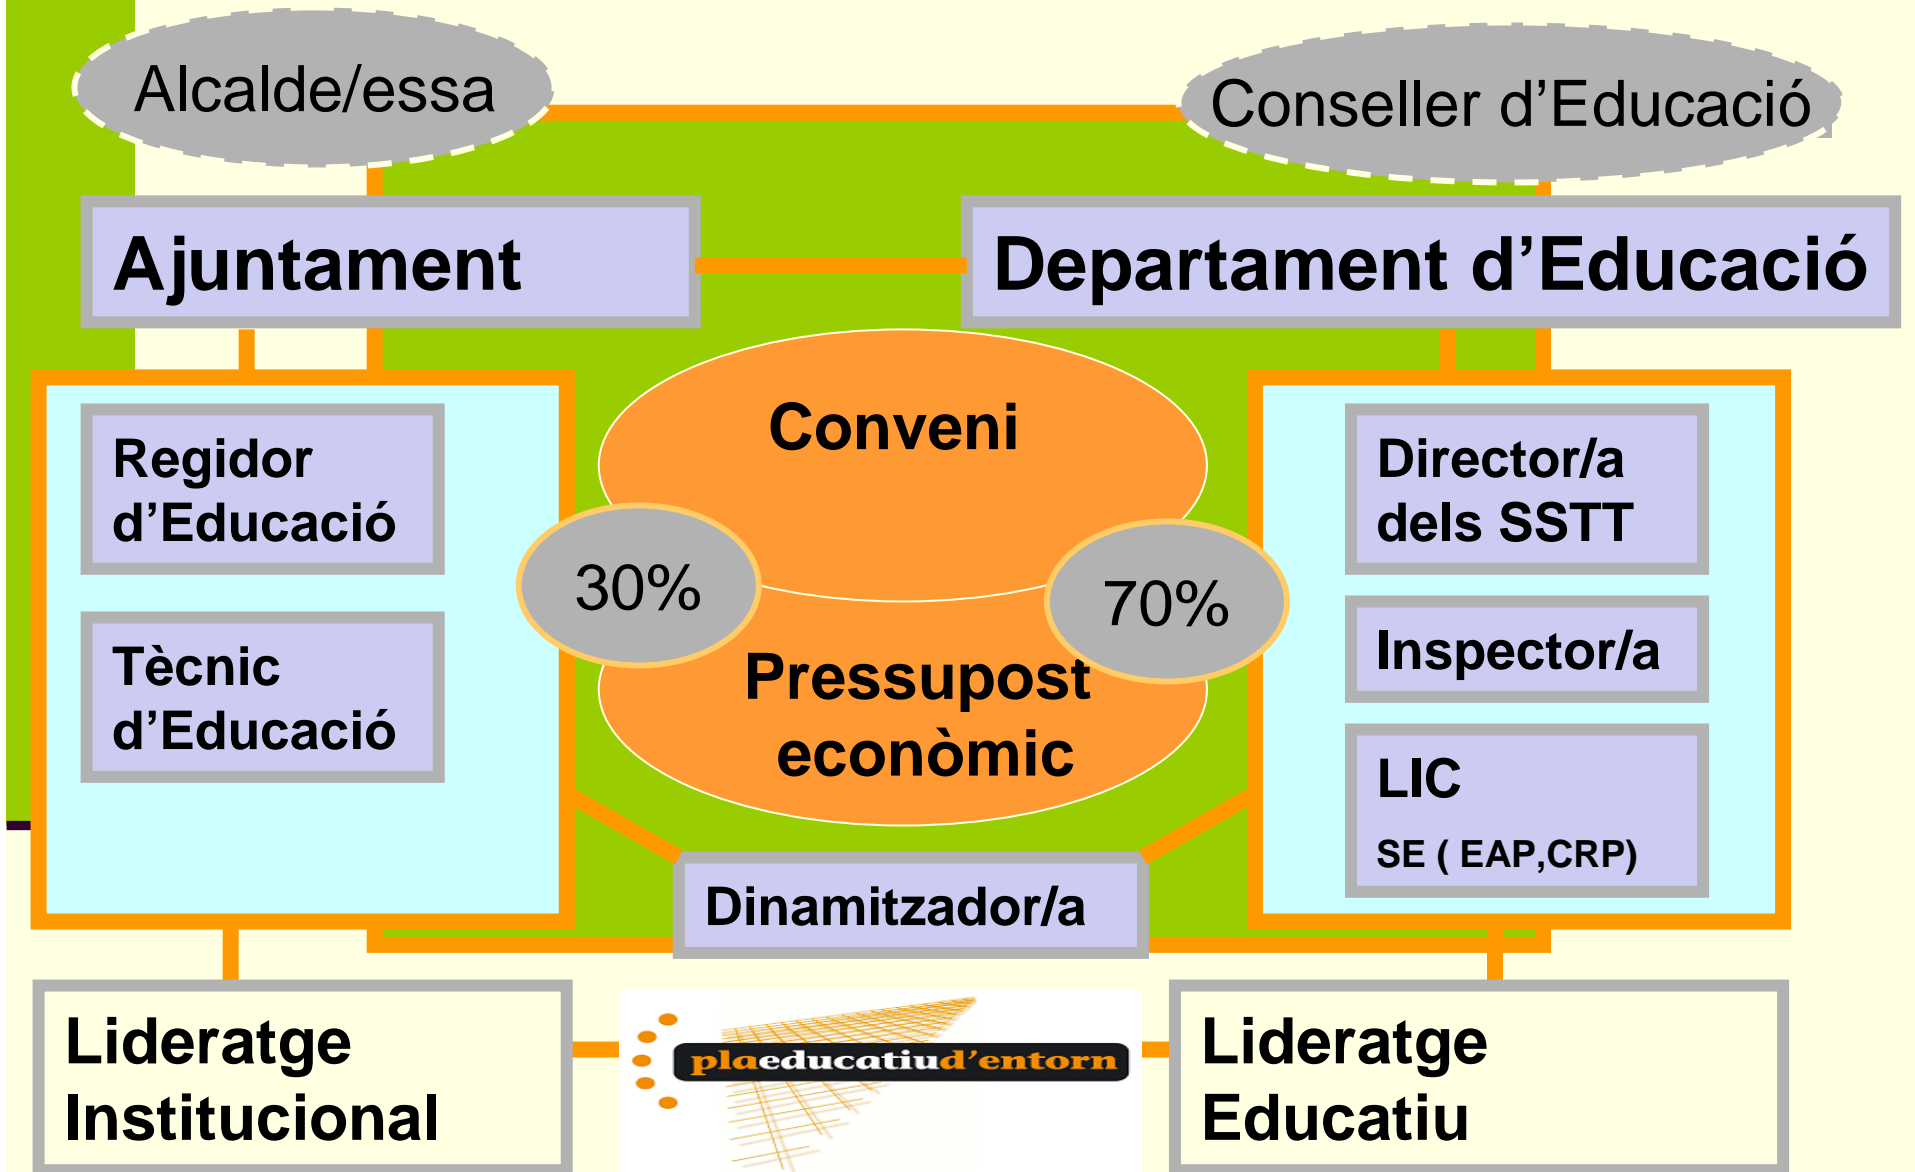 Alcalde/essa
Conseller d’Educació
Ajuntament
Departament d’Educació
Conveni
Regidor
d’Educació
Director/a
dels SSTT
30%
70%
Tècnic
d’Educació
Inspector/a
Pressupost
econòmic
LIC
SE ( EAP,CRP)
Dinamitzador/a
Lideratge
Institucional
plaeducatiud’entorn
Lideratge
Educatiu